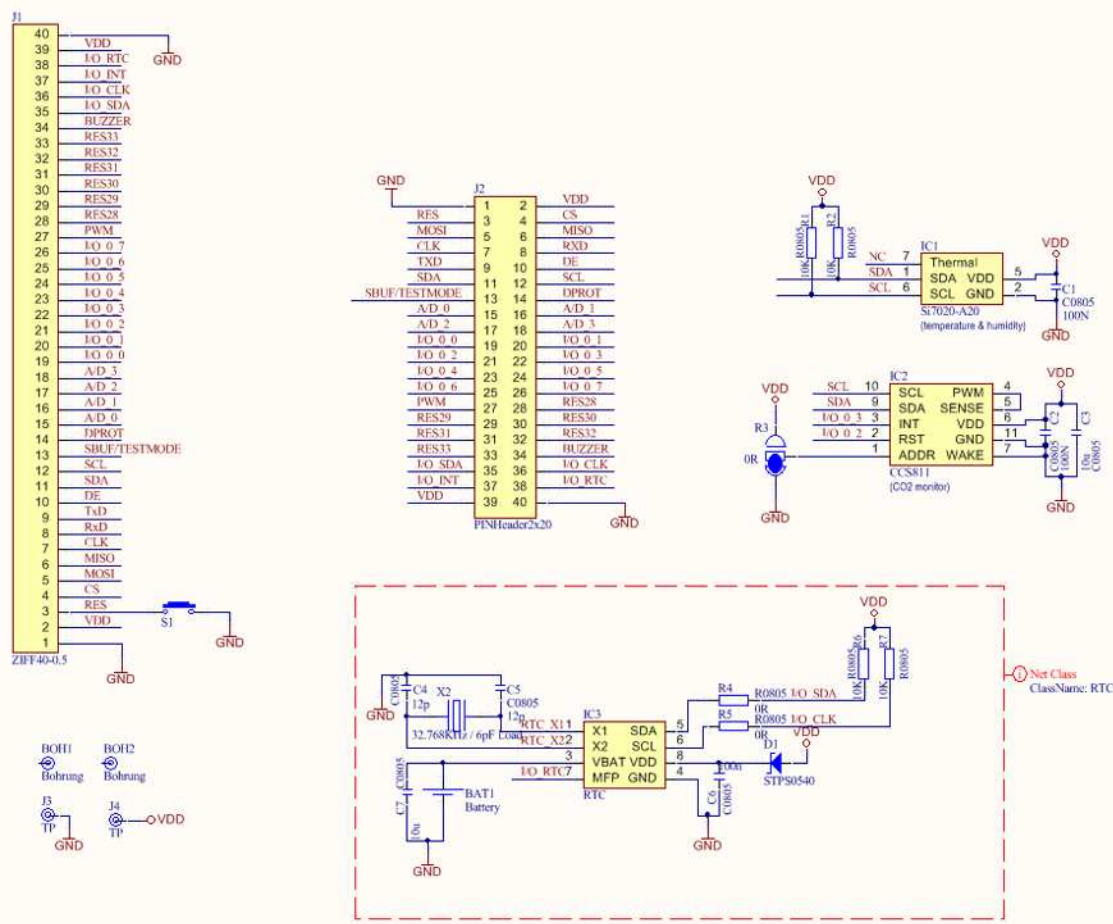 J1
40
39 VDD
38 I/O_RTC
37 I/O_INT
36 I/O_CLK
35 I/O_SDA
34 BUZZER
33 RES33
32 RES32
31 RES31
30 RES30
29 RES29
28 RES28
27 PWM
26 I/O_0_7
25 I/O_0_6
24 I/O_0_5
23 I/O_0_4
22 I/O_0_3
21 I/O_0_2
20 I/O_0_1
19 I/O_0_0
18 A/D_3
17 A/D_2
16 A/D_1
15 A/D_0
14 DPROT
13 SBUF/TESTMODE
12 SCL
11 SDA
10 DE
9 TxD
8 RxD
7 CLK
6 MISO
5 MOSI
4 CS
3 RES
2 VDD
1
ZIFF40-0.5
GND
S1
GND
GND
J2
GND
1 2 VDD
RES 3 4 CS
MOSI 5 6 MISO
CLK 7 8 RXD
TXD 9 10 DE
SDA 11 12 SCL
SBUF/TESTMODE 13 14 DPROT
A/D_0 15 16 A/D_1
A/D_2 17 18 A/D_3
I/O_0_0 19 20 I/O_0_1
I/O_0_2 21 22 I/O_0_3
I/O_0_4 23 24 I/O_0_5
I/O_0_6 25 26 I/O_0_7
PWM 27 28 RES28
RES29 29 30 RES30
RES31 31 32 RES32
RES33 33 34 BUZZER
I/O_SDA 35 36 I/O_CLK
I/O_INT 37 38 I/O_RTC
VDD 39 40
GND
PINHeader2x20
VDD
R1
R0805
10K
R2
R0805
10K
IC1
NC 7 Thermal
SDA 1 SDA VDD 5
SCL 6 SCL GND 2
Si7020-A20
(temperature & humidity)
VDD
C1
C0805
100N
GND
VDD
R3
0R
GND
IC2
SCL 10 SCL PWM 4
SDA 9 SDA SENSE 5
I/O_0_3 3 INT VDD 6
I/O_0_2 2 RST GND 11
1 ADDR WAKE 7
CCS811
(CO2 monitor)
VDD
C2
C0805
100N
C3
C0805
10u
GND
BOH1
Bohrung
BOH2
Bohrung
J3
TP
GND
J4
TP
VDD
GND
C4
C0805
12p
X2
C5
C0805
12p
32.768KHz / 6pF Load
IC3
RTC_X1 1 X1 SDA 5
RTC_X2 2 X2 SCL 6
3 VBAT VDD 8
I/O_RTC 7 MFP GND 4
RTC
C7
C0805
10u
BAT1
Battery
GND
R4
R0805
0R
I/O_SDA
R5
R0805
0R
I/O_CLK
VDD
R6
R0805
10K
R7
R0805
10K
D1
STPS0540
VDD
C6
C0805
100n
GND
Net Class
ClassName: RTC